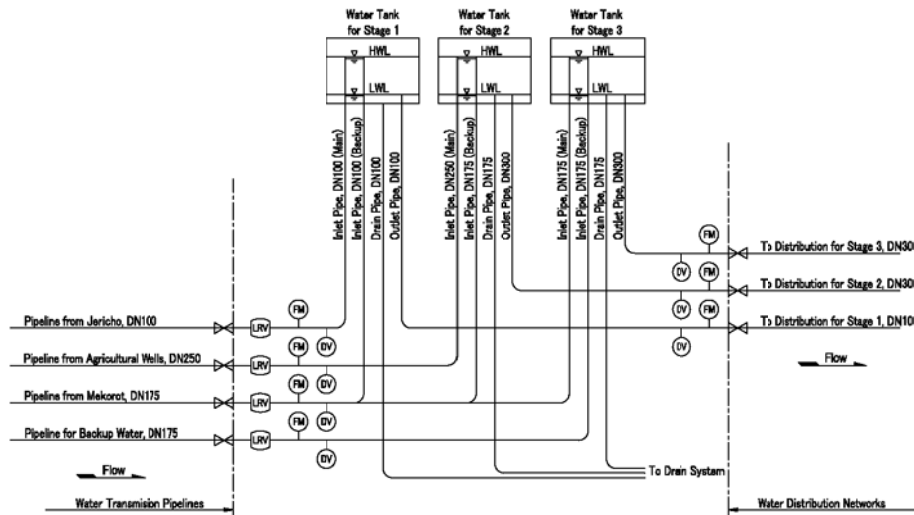 Water Tank
for Stage 1
Water Tank
for Stage 2
Water Tank
for Stage 3
HWL
HWL
HWL
LWL
LWL
LWL
Inlet Pipe, DN100 (Main)
Inlet Pipe, DN100 (Backup)
Drain Pipe, DN100
Outlet Pipe, DN100
Inlet Pipe, DN250 (Main)
Inlet Pipe, DN175 (Backup)
Drain Pipe, DN175
Outlet Pipe, DN300
Inlet Pipe, DN175 (Main)
Inlet Pipe, DN175 (Backup)
Drain Pipe, DN175
Outlet Pipe, DN300
FM
To Distribution for Stage 3, DN300
DV
FM
To Distribution for Stage 2, DN300
DV
FM
To Distribution for Stage 1, DN100
DV
Flow
FM
Pipeline from Jericho, DN100
LRV
DV
FM
Pipeline from Agricultural Wells, DN250
LRV
DV
FM
Pipeline from Mekorot, DN175
LRV
DV
FM
Pipeline for Backup Water, DN175
LRV
DV
Flow
To Drain System
Water Transmision Pipelines
Water Distribution Networks